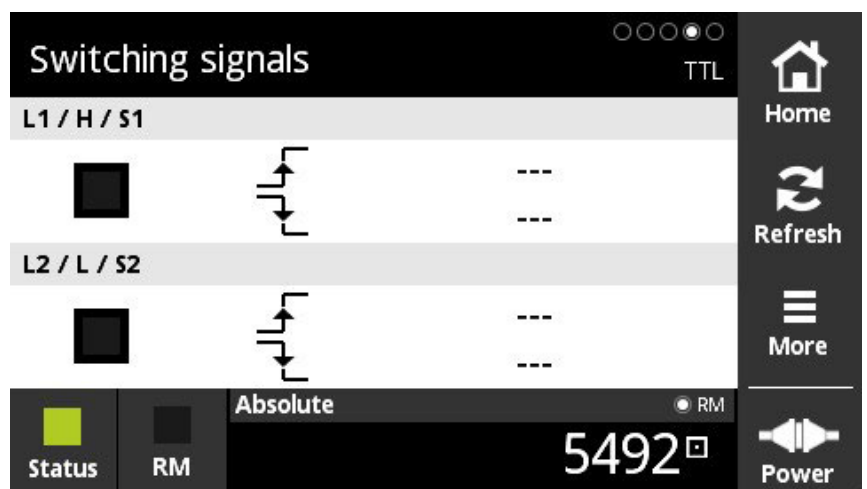 Switching signals
TTL
Home
L1 / H / S1
---
---
Refresh
L2 / L / S2
---
---
More
Absolute
RM
5492
Status
RM
Power